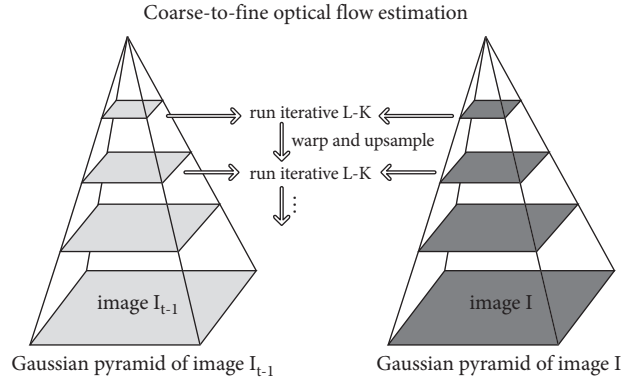 Coarse-to-fine optical flow estimation
run iterative L-K
warp and upsample
run iterative L-K
⋮
image I_{t-1}
image I
Gaussian pyramid of image I_{t-1}
Gaussian pyramid of image I